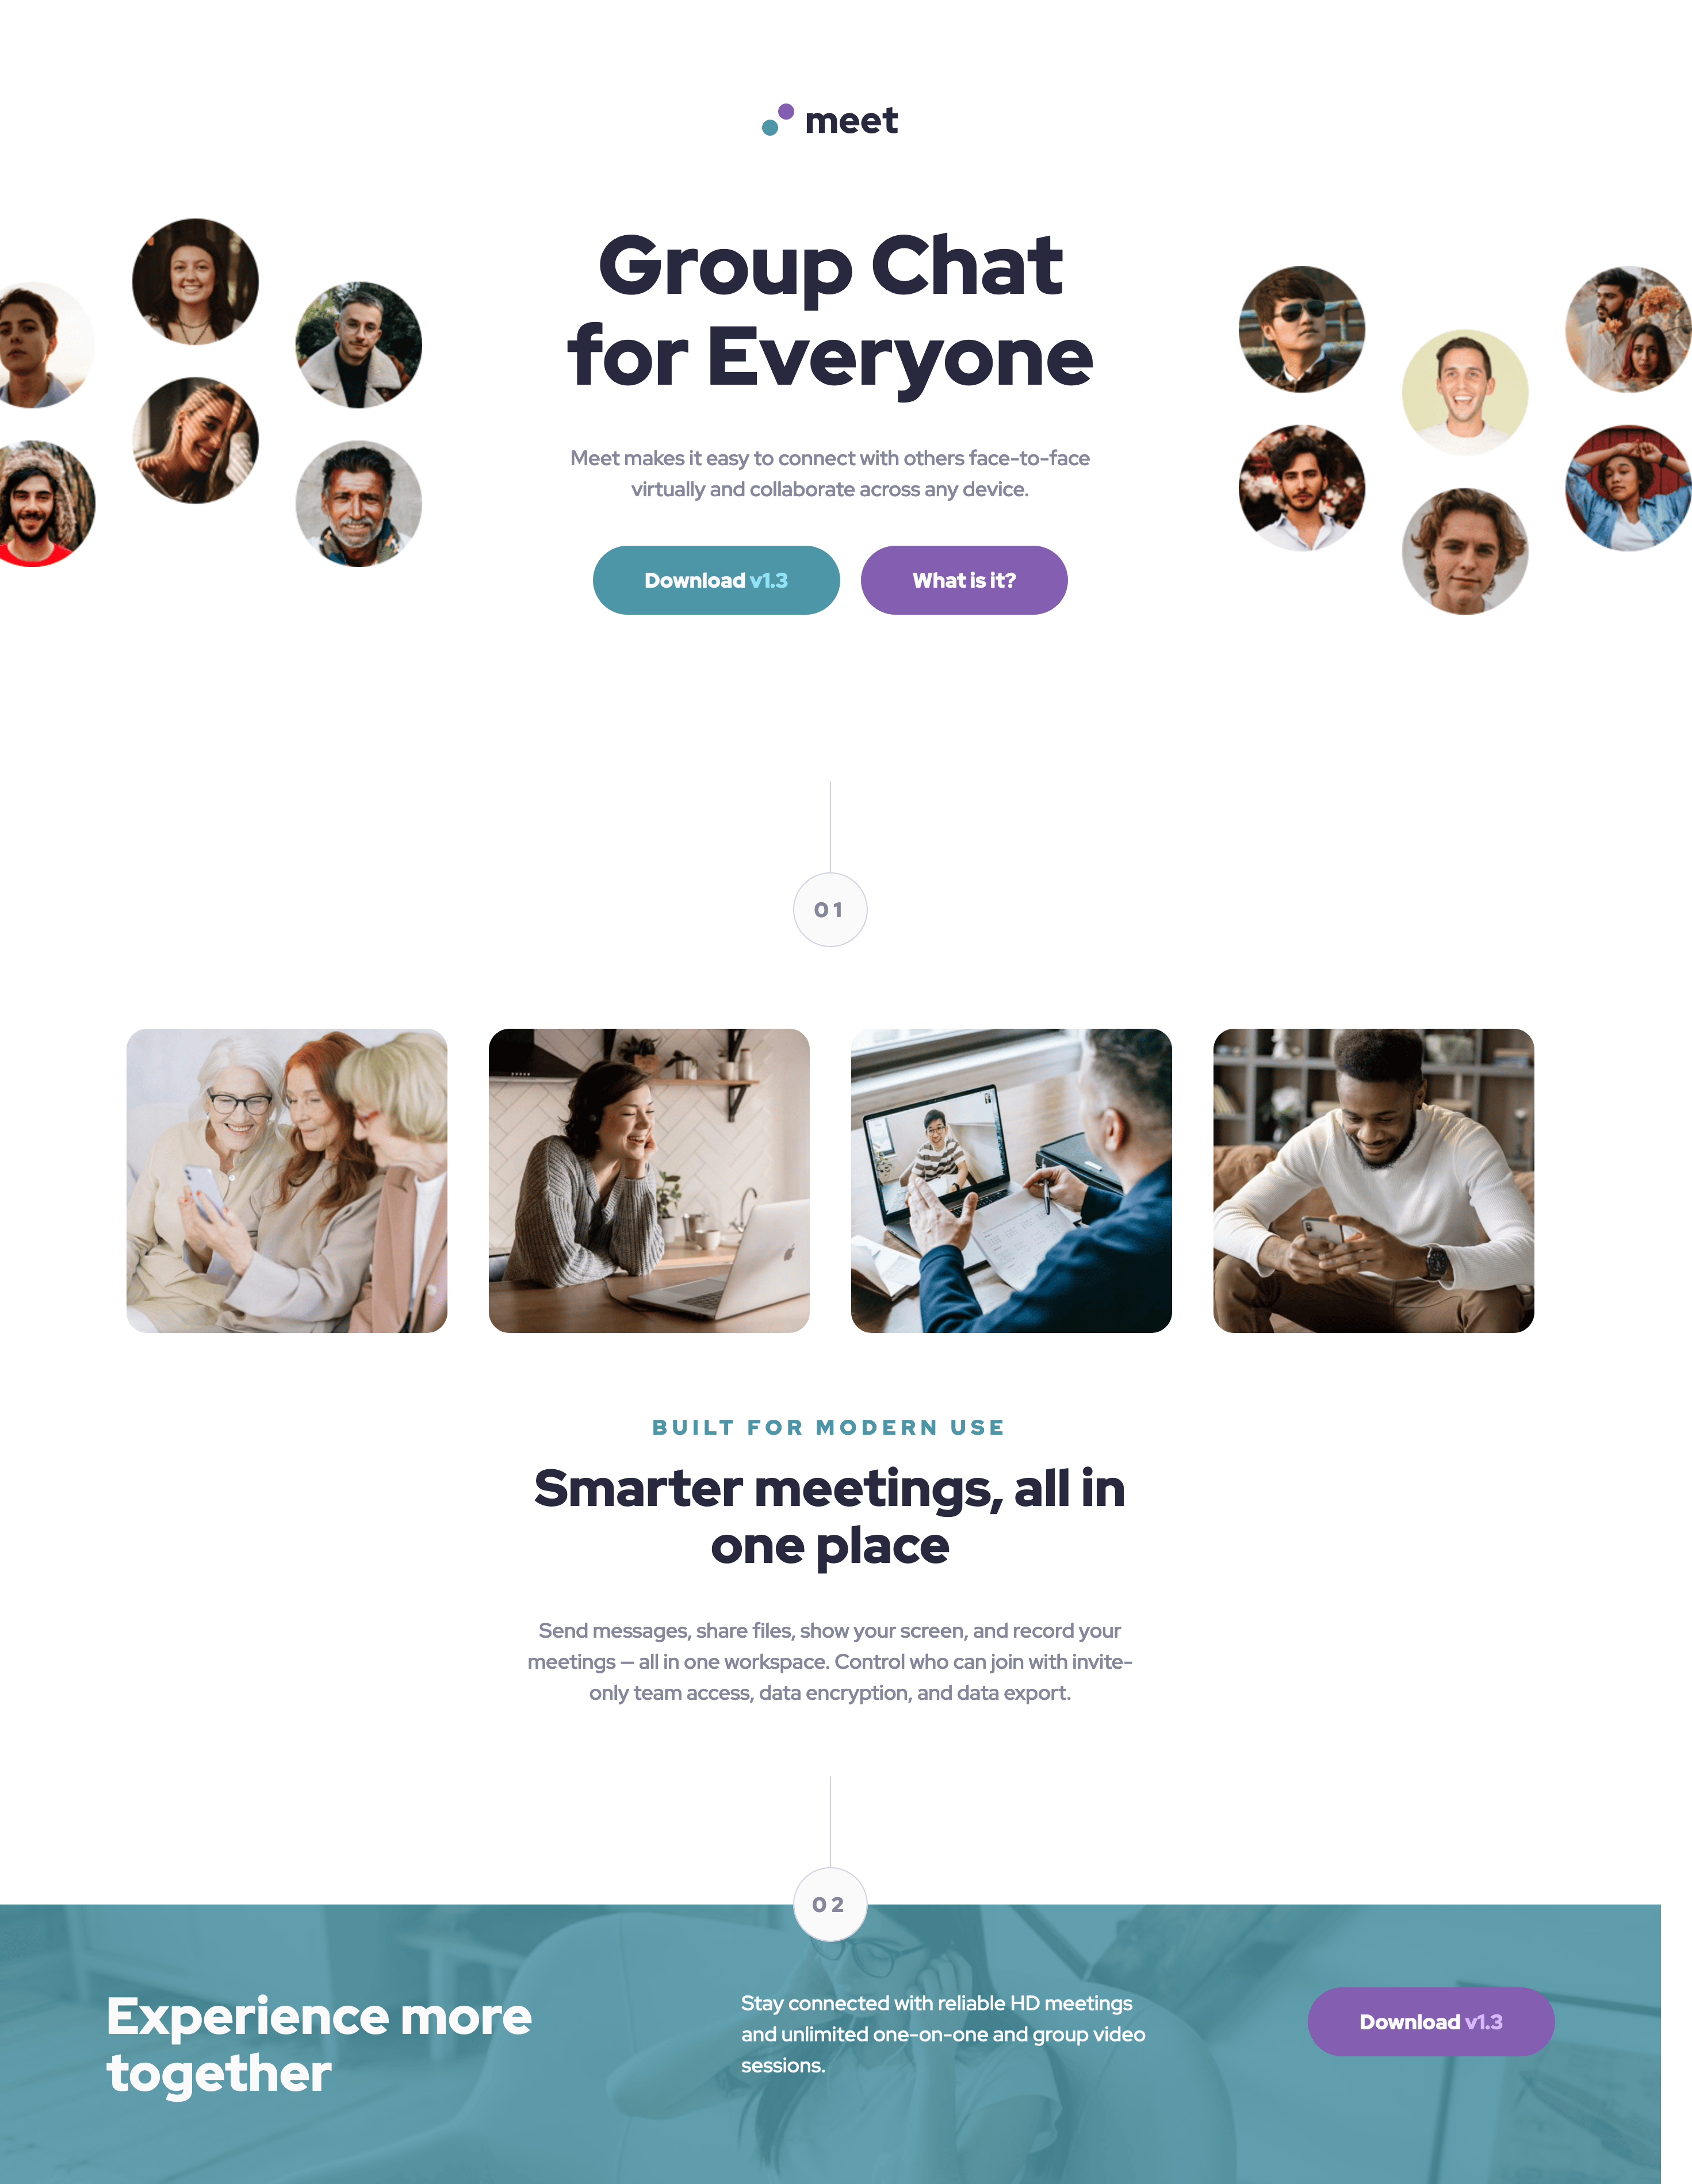 meet
Group Chat
for Everyone
Meet makes it easy to connect with others face-to-face
virtually and collaborate across any device.
Download v1.3
What is it?
01
BUILT FOR MODERN USE
Smarter meetings, all in
one place
Send messages, share files, show your screen, and record your
meetings — all in one workspace. Control who can join with invite-
only team access, data encryption, and data export.
02
Experience more
together
Stay connected with reliable HD meetings
and unlimited one-on-one and group video
sessions.
Download v1.3